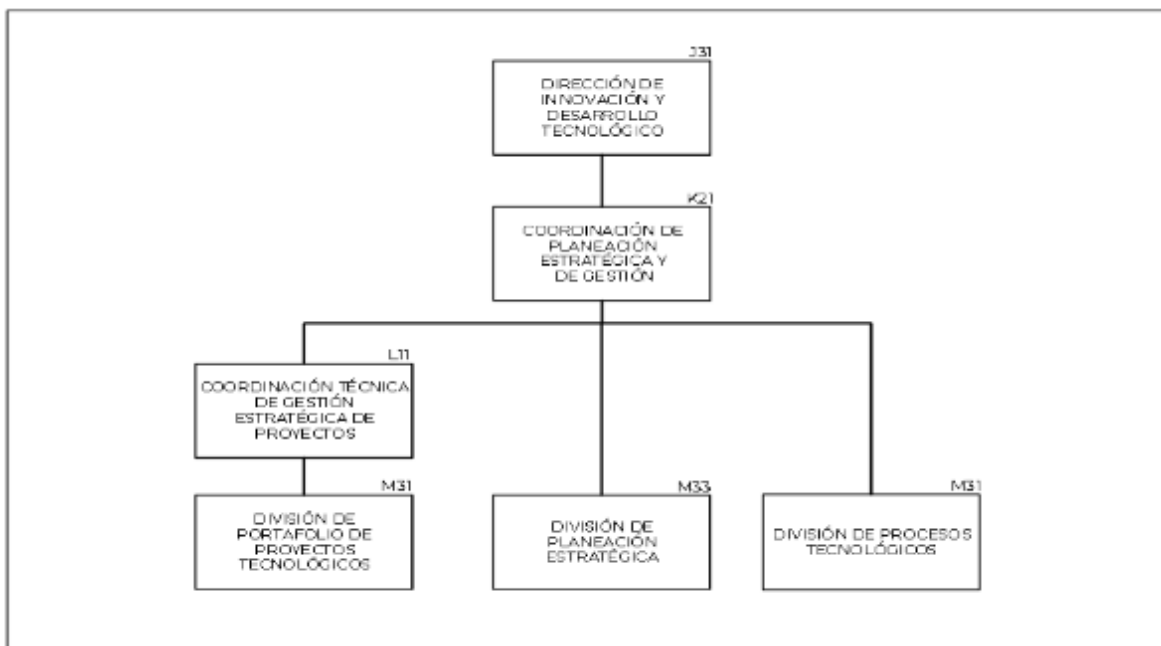 J31
DIRECCIÓN DE
INNOVACIÓN Y
DESARROLLO
TECNOLÓGICO
K21
COORDINACIÓN DE
PLANEACIÓN
ESTRATÉGICA Y
DE GESTIÓN
L11
COORDINACIÓN TÉCNICA
DE GESTIÓN
ESTRATÉGICA DE
PROYECTOS
M31
DIVISIÓN DE
PORTAFOLIO DE
PROYECTOS
TECNOLÓGICOS
M33
DIVISIÓN DE
PLANEACIÓN
ESTRATÉGICA
M31
DIVISIÓN DE PROCESOS
TECNOLÓGICOS